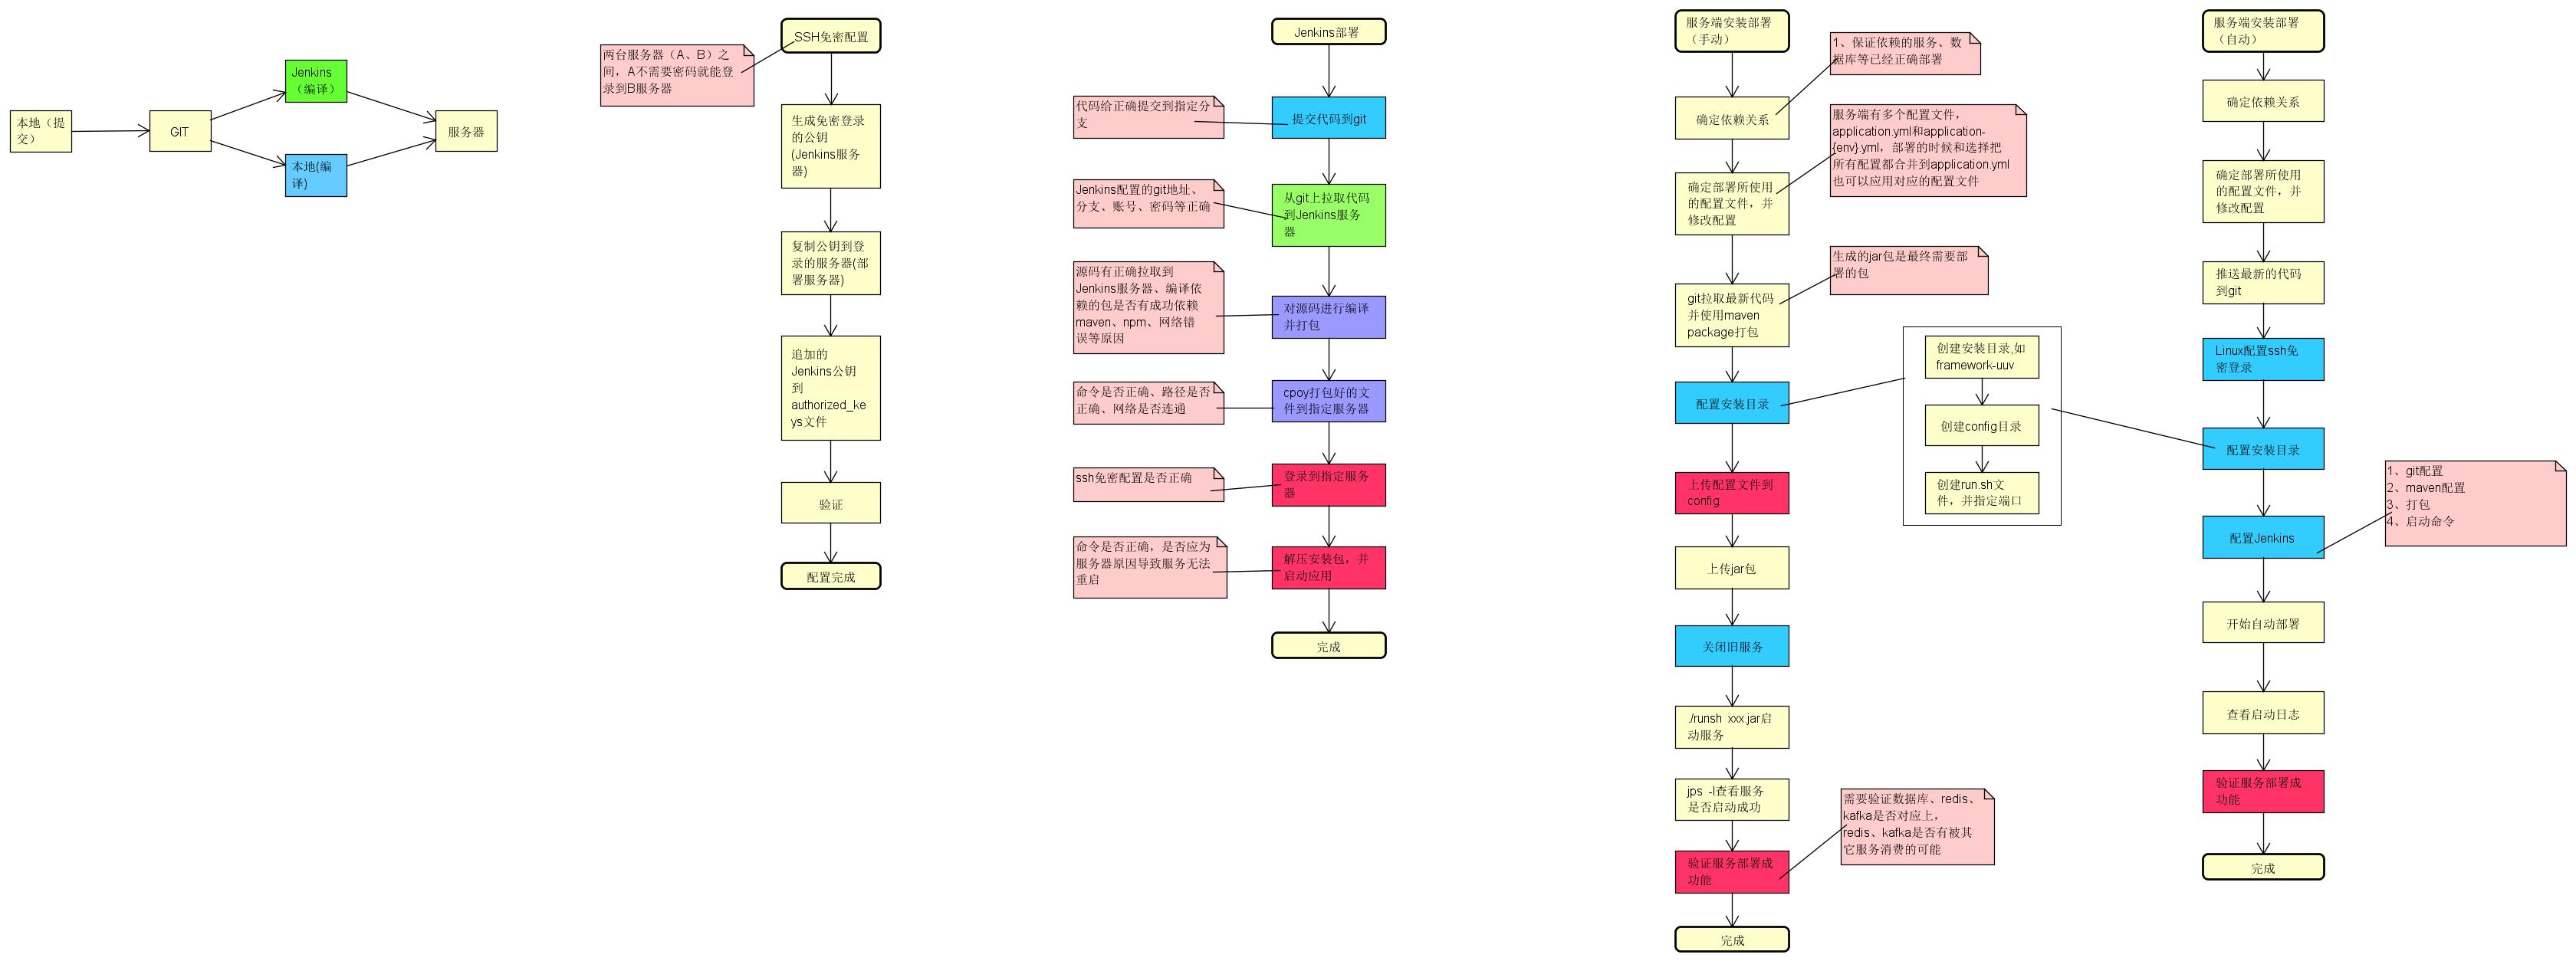 本地（提
交）
GIT
Jenkins
（编译）
本地(编
译)
服务器
SSH免密配置
两台服务器（A、B）之
间，A不需要密码就能登
录到B服务器
生成免密登录
的公钥
(Jenkins服务
器)
复制公钥到登
录的服务器(部
署服务器)
追加的
Jenkins公钥
到
authorized_ke
ys文件
验证
配置完成
Jenkins部署
代码给正确提交到指定分
支
提交代码到git
Jenkins配置的git地址、
分支、账号、密码等正确
从git上拉取代码
到Jenkins服务
器
源码有正确拉取到
Jenkins服务器、编译依
赖的包是否有成功依赖
maven、npm、网络错
误等原因
对源码进行编译
并打包
命令是否正确、路径是否
正确、网络是否连通
cpoy打包好的文
件到指定服务器
ssh免密配置是否正确
登录到指定服务
器
命令是否正确，是否应为
服务器原因导致服务无法
重启
解压安装包，并
启动应用
完成
服务端安装部署
（手动）
1、保证依赖的服务、数
据库等已经正确部署
确定依赖关系
服务端有多个配置文件，
application.yml和application-
{env}.yml，部署的时候和选择把
所有配置都合并到application.yml
也可以应用对应的配置文件
确定部署所使用
的配置文件，并
修改配置
生成的jar包是最终需要部
署的包
git拉取最新代码
并使用maven
package打包
配置安装目录
创建安装目录,如
framework-uuv
创建config目录
创建run.sh文
件，并指定端口
上传配置文件到
config
上传jar包
关闭旧服务
./runsh xxx.jar启
动服务
jps -l查看服务
是否启动成功
需要验证数据库、redis、
kafka是否对应上，
redis、kafka是否有被其
它服务消费的可能
验证服务部署成
功能
完成
服务端安装部署
（自动）
确定依赖关系
确定部署所使用
的配置文件，并
修改配置
推送最新的代码
到git
Linux配置ssh免
密登录
配置安装目录
1、git配置
2、maven配置
3、打包
4、启动命令
配置Jenkins
开始自动部署
查看启动日志
验证服务部署成
功能
完成